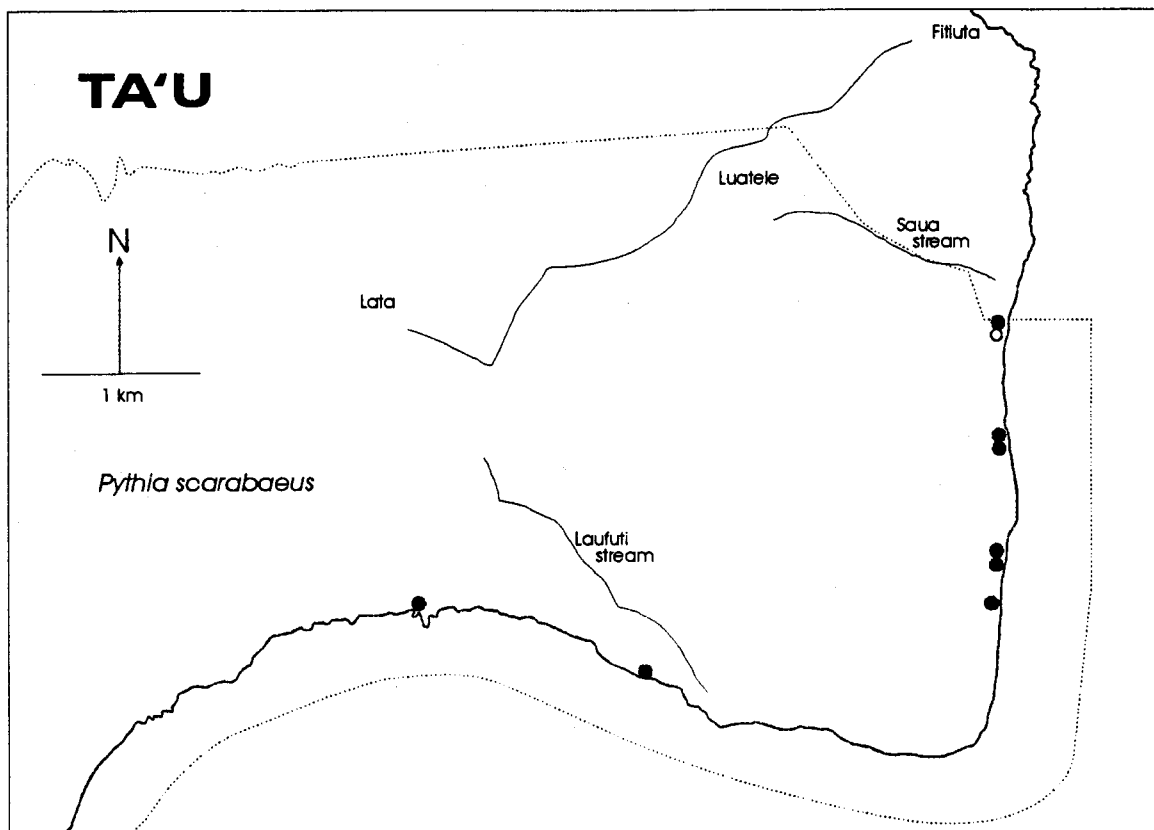 Fitiuta
TA‘U
Luatele
Saua
stream
N
Lata
1 km
Pythia scarabaeus
Laufuti
stream